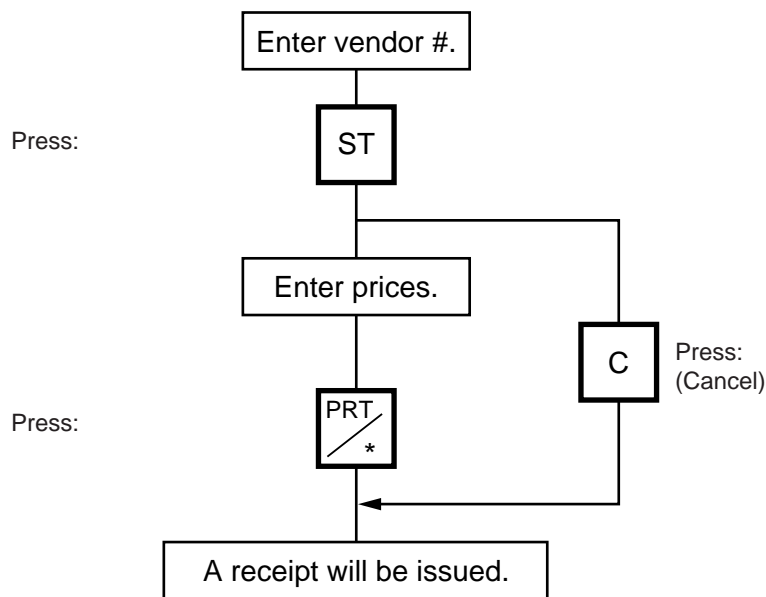 Enter vendor #.
Press:
ST
Enter prices.
C
Press:
(Cancel)
Press:
PRT
*
A receipt will be issued.